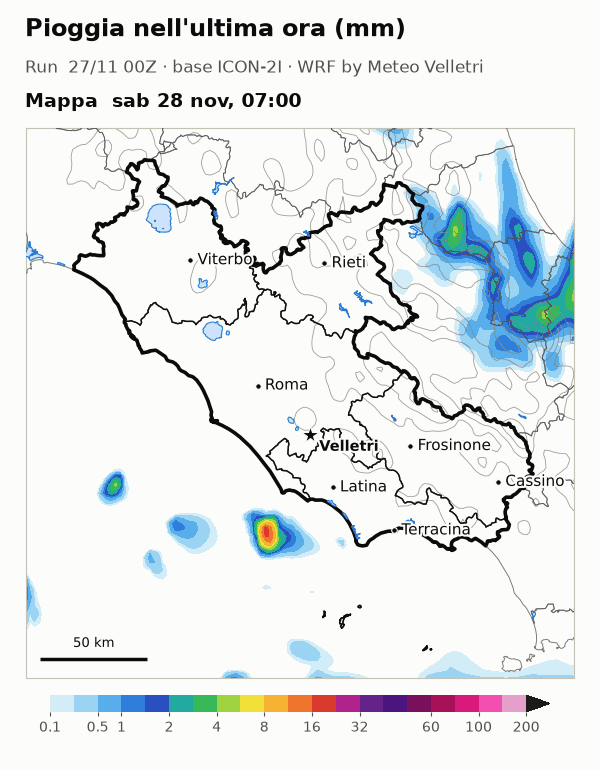 Pioggia nell'ultima ora (mm)
Run  27/11 00Z · base ICON-2I · WRF by Meteo Velletri
Mappa  sab 28 nov, 07:00
Viterbo
Rieti
Roma
Velletri
Frosinone
Latina
Cassino
Terracina
50 km
0.1 0.5 1 2 4 8 16 32 60 100 200